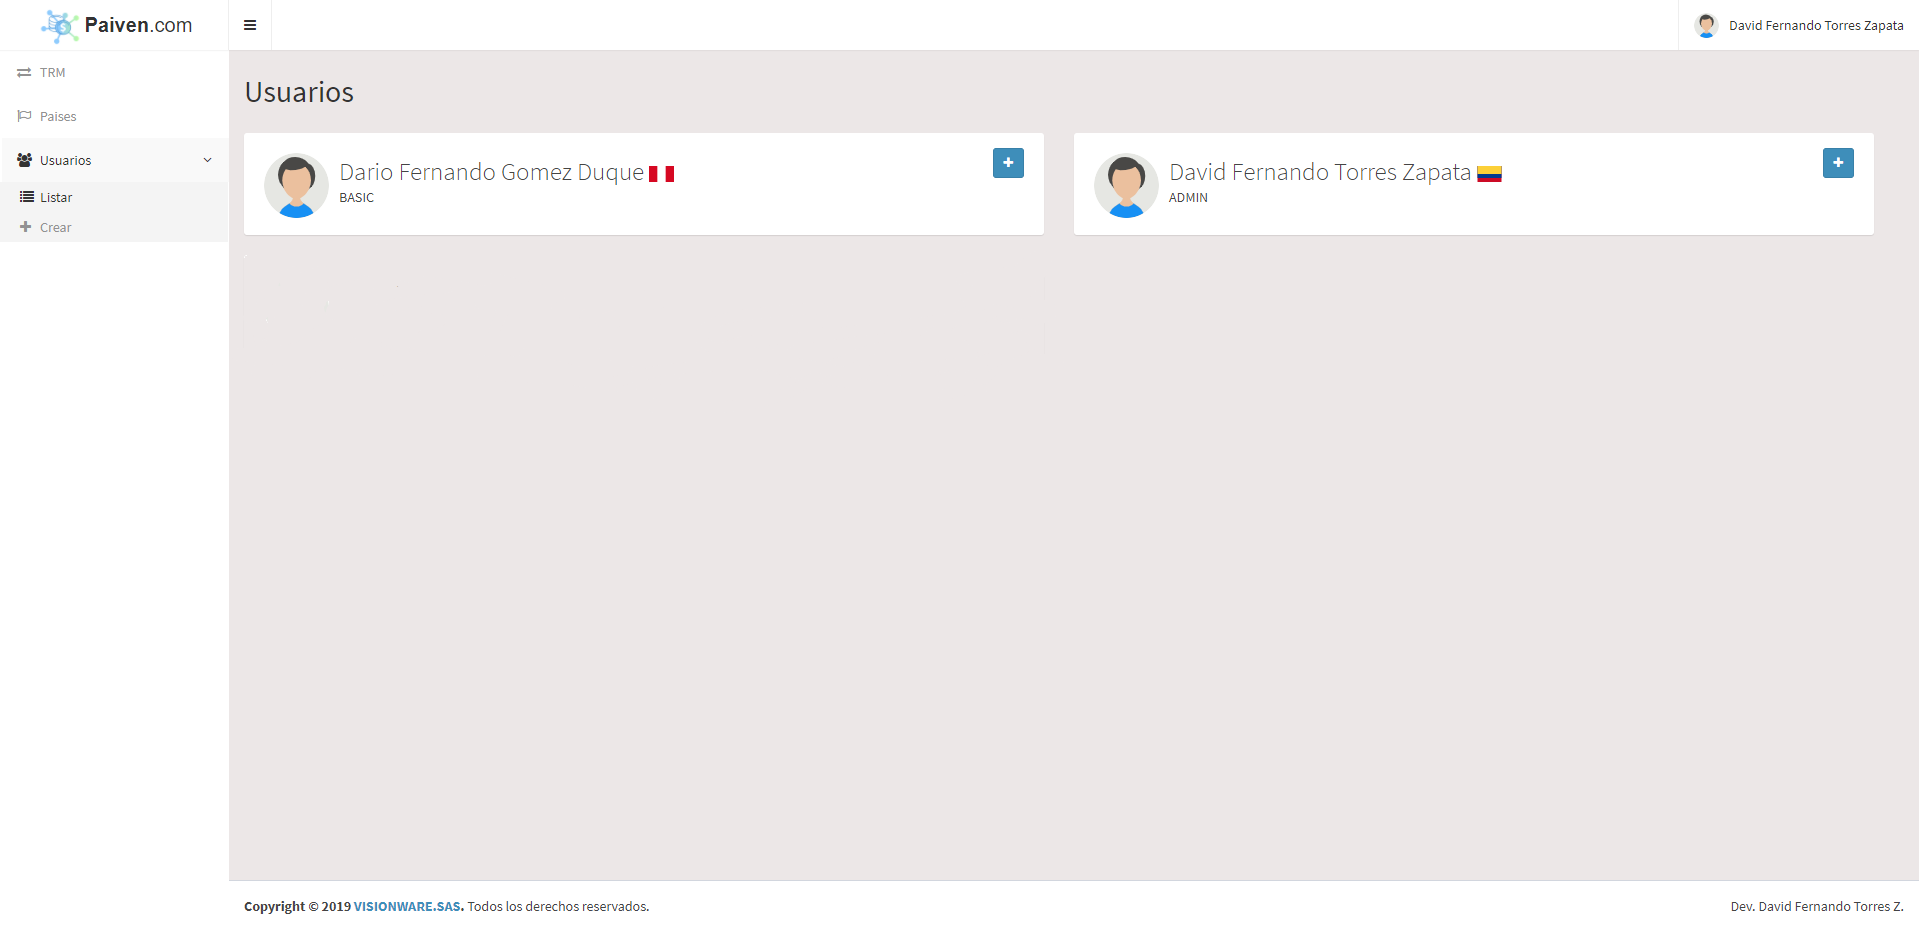 Paiven.com
David Fernando Torres Zapata
TRM
Paises
Usuarios
Listar
Crear
Usuarios
Dario Fernando Gomez Duque
BASIC
David Fernando Torres Zapata
ADMIN
Copyright © 2019 VISIONWARE.SAS. Todos los derechos reservados.
Dev. David Fernando Torres Z.